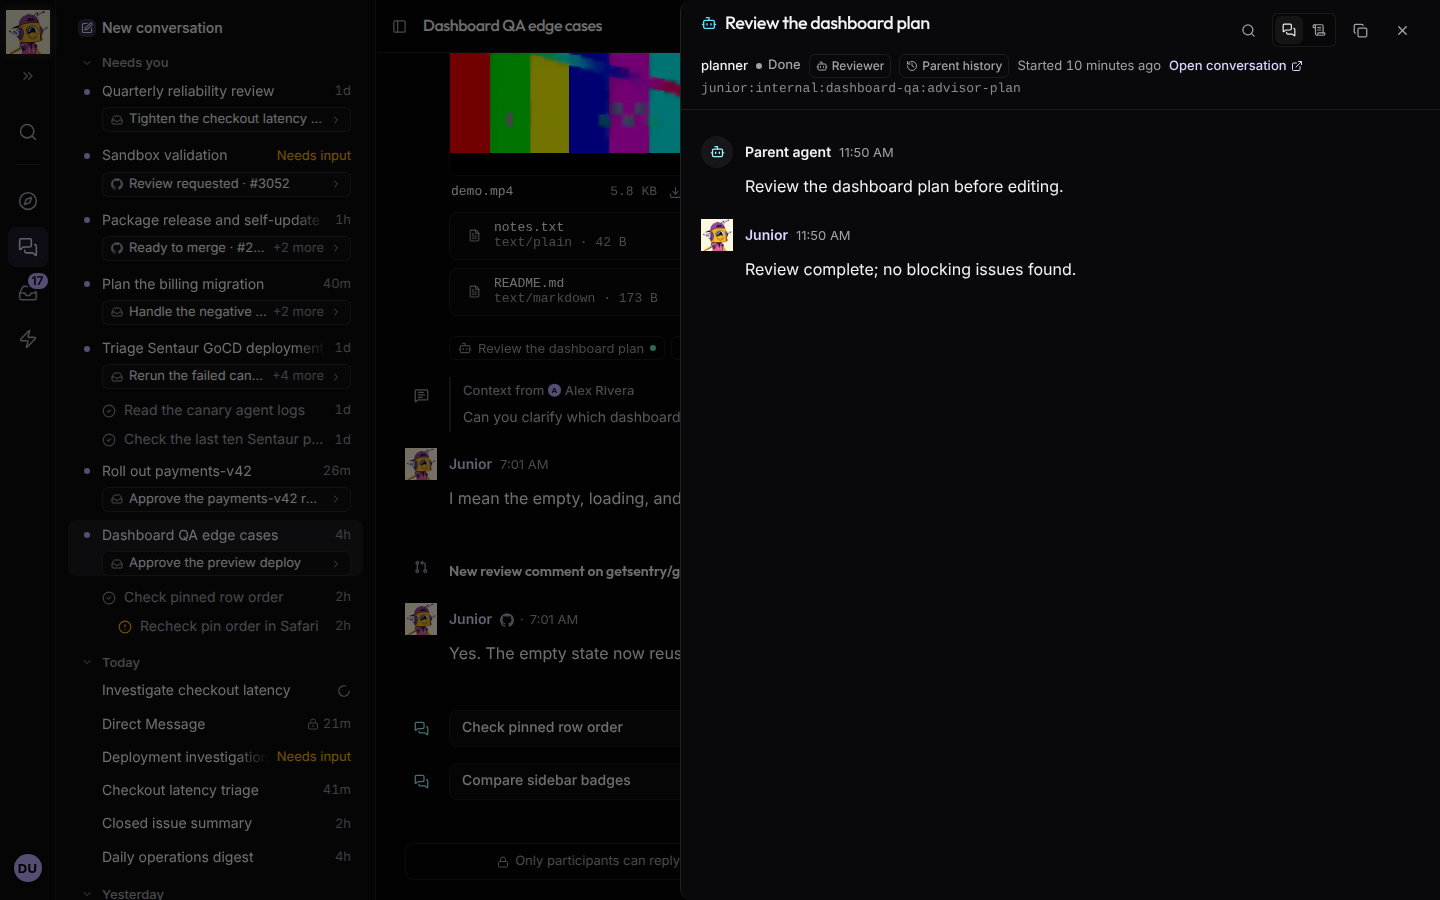 New conversation
Needs you
Quarterly reliability review 1d
Tighten the checkout latency ...
Sandbox validation Needs input
Review requested · #3052
Package release and self-update 1h
Ready to merge · #2... +2 more
Plan the billing migration 40m
Handle the negative ... +2 more
Triage Sentaur GoCD deployment 1d
Rerun the failed can... +4 more
Read the canary agent logs 1d
Check the last ten Sentaur p... 1d
Roll out payments-v42 26m
Approve the payments-v42 r...
Dashboard QA edge cases 4h
Approve the preview deploy
Check pinned row order 2h
Recheck pin order in Safari 2h
Today
Investigate checkout latency
Direct Message 21m
Deployment investigation Needs input
Checkout latency triage 41m
Closed issue summary 2h
Daily operations digest 4h
Yesterday
17
DU
Dashboard QA edge cases
demo.mp4 5.8 KB
notes.txt
text/plain · 42 B
README.md
text/markdown · 173 B
Review the dashboard plan
Context from A Alex Rivera
Can you clarify which dashboard
Junior 7:01 AM
I mean the empty, loading, and
New review comment on getsentry/g
Junior · 7:01 AM
Yes. The empty state now reus
Check pinned row order
Compare sidebar badges
Only participants can reply
Review the dashboard plan
planner Done Reviewer Parent history Started 10 minutes ago Open conversation
junior:internal:dashboard-qa:advisor-plan
Parent agent 11:50 AM
Review the dashboard plan before editing.
Junior 11:50 AM
Review complete; no blocking issues found.